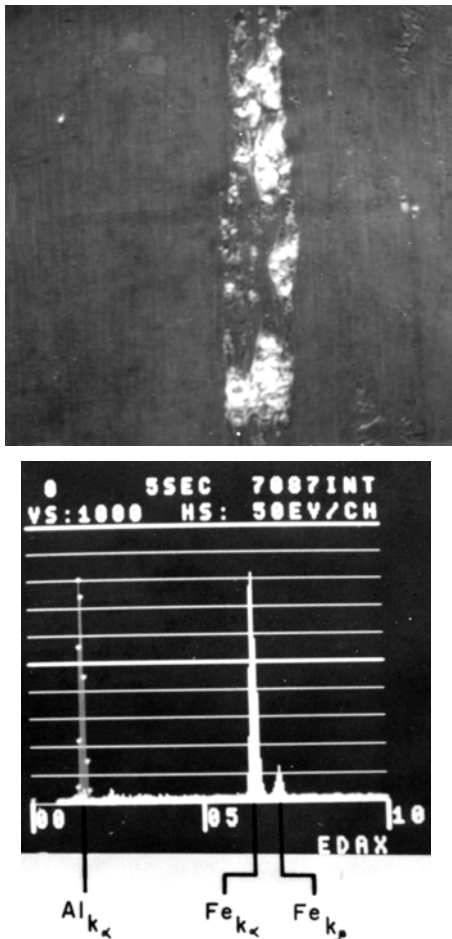 0 5SEC 7087INT
VS:1000 HS: 50EV/CH
00 05 10
EDAX
Alkα Fekα Fekβ